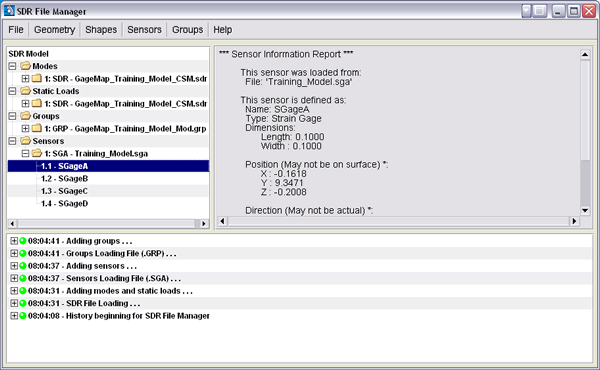 SDR File Manager
File Geometry Shapes Sensors Groups Help
SDR Model
Modes
1: SDR - GageMap_Training_Model_CSM.sdr
Static Loads
1: SDR - GageMap_Training_Model_CSM.sdr
Groups
1: GRP - GageMap_Training_Model_Mod.grp
Sensors
1: SGA - Training_Model.sga
1.1 - SGageA
1.2 - SGageB
1.3 - SGageC
1.4 - SGageD
*** Sensor Information Report ***
This sensor was loaded from:
File: 'Training_Model.sga'
This sensor is defined as:
Name: SGageA
Type: Strain Gage
Dimensions:
Length: 0.1000
Width : 0.1000
Position (May not be on surface) *:
X : -0.1618
Y : 9.3471
Z : -0.2008
Direction (May not be actual) *:
08:04:41 - Adding groups . . .
08:04:41 - Groups Loading File (.GRP) . . .
08:04:37 - Adding sensors . . .
08:04:37 - Sensors Loading File (.SGA) . . .
08:04:31 - Adding modes and static loads . . .
08:04:31 - SDR File Loading . . .
08:04:08 - History beginning for SDR File Manager